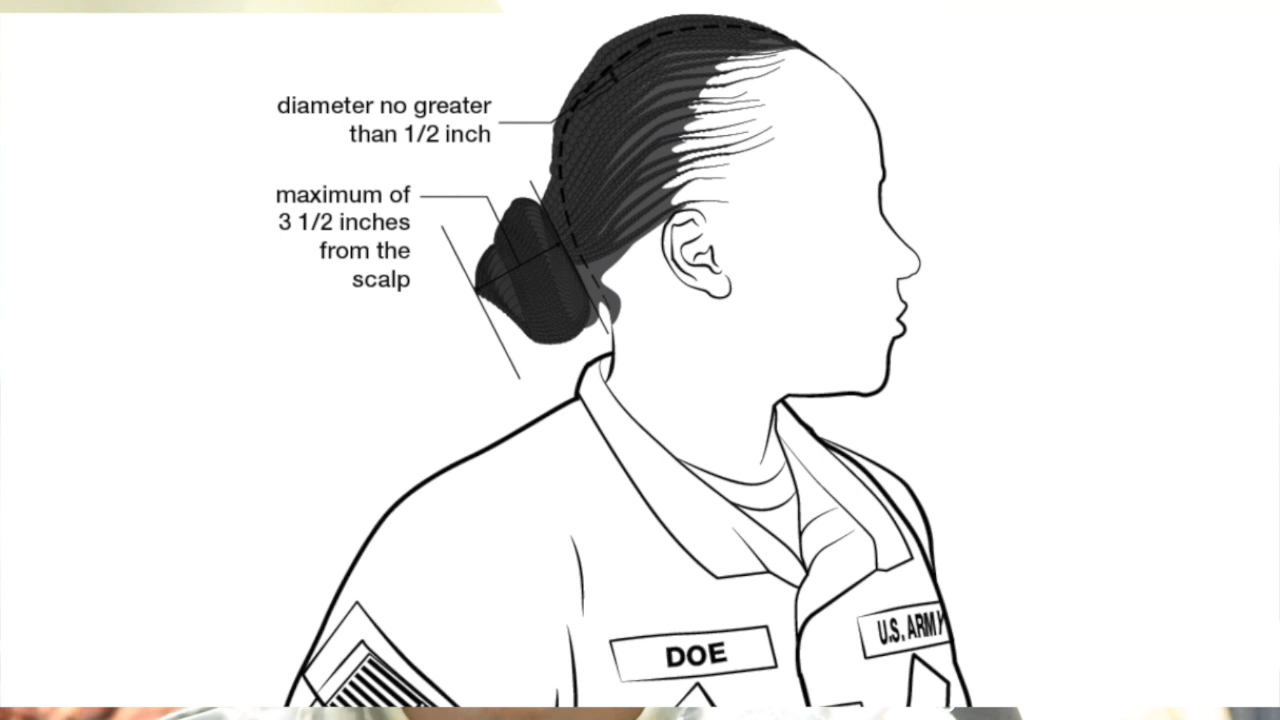 diameter no greater
than 1/2 inch
maximum of
3 1/2 inches
from the
scalp
DOE
U.S. ARMY